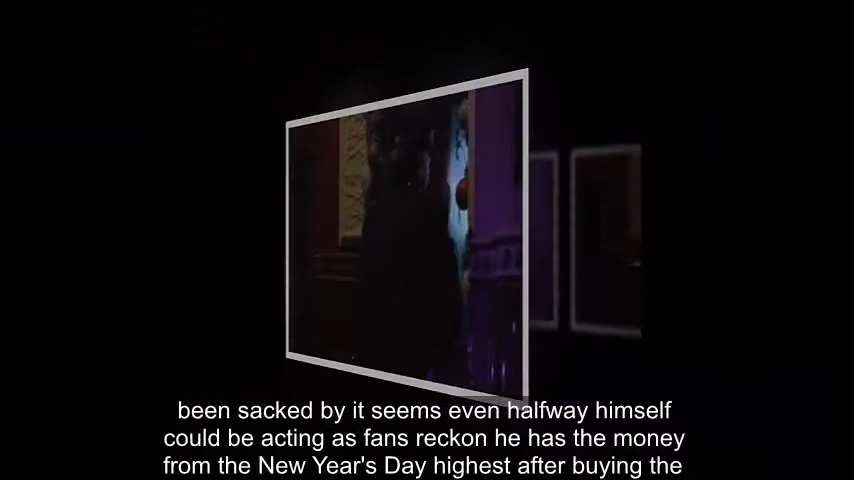 been sacked by it seems even halfway himself
could be acting as fans reckon he has the money
from the New Year's Day highest after buying the